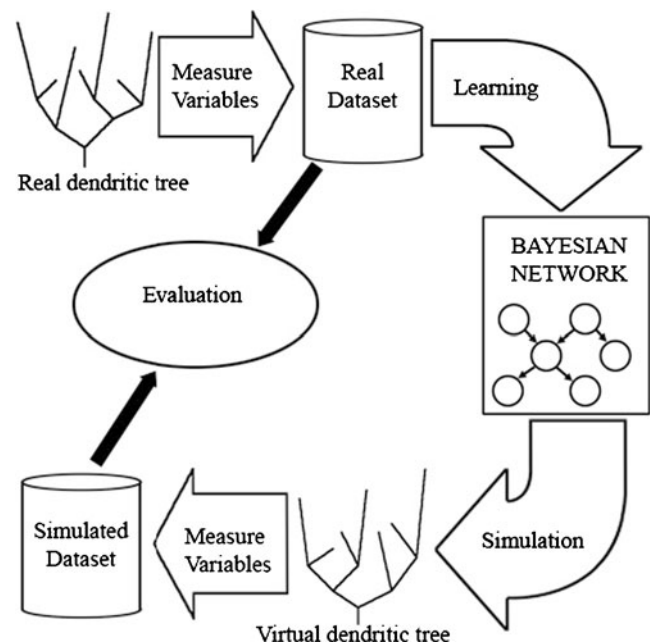 Measure
Variables
Real
Dataset
Learning
Real dendritic tree
BAYESIAN
NETWORK
Evaluation
Simulated
Dataset
Measure
Variables
Simulation
Virtual dendritic tree